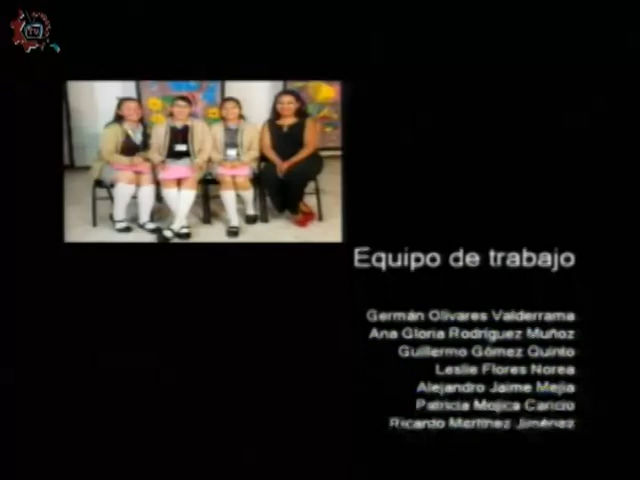 TV
Equipo de trabajo
Germán Olivares Valderrama
Ana Gloria Rodríguez Muñoz
Guillermo Gómez Quinto
Leslie Flores Norea
Alejandro Jaime Mejía
Patricia Mojica Cancio
Ricardo Martínez Jiménez